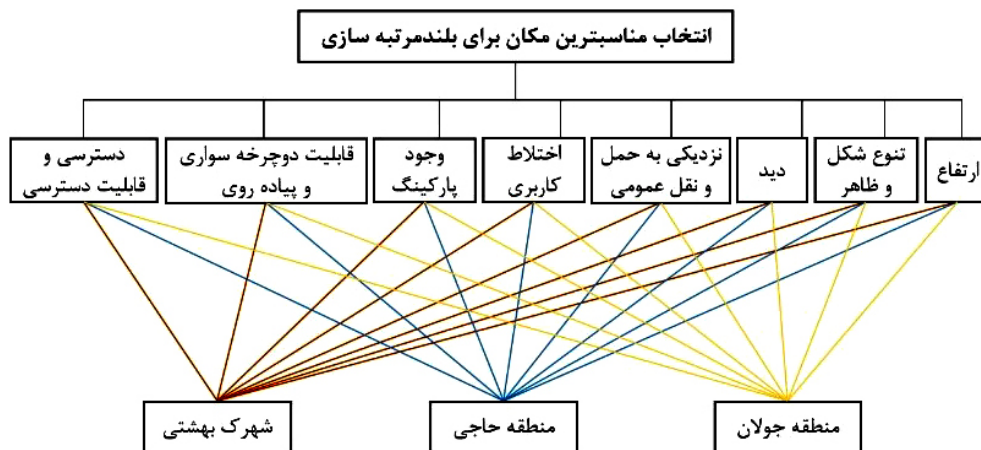 انتخاب مناسبترین مکان برای بلندمرتبه سازی
ارتفاع
تنوع شکل
و ظاهر
دید
نزدیکی به حمل
و نقل عمومی
اختلاط
کاربری
وجود
پارکینگ
قابلیت دوچرخه سواری
و پیاده روی
دسترسی و
قابلیت دسترسی
منطقه جولان
منطقه حاجی
شهرک بهشتی